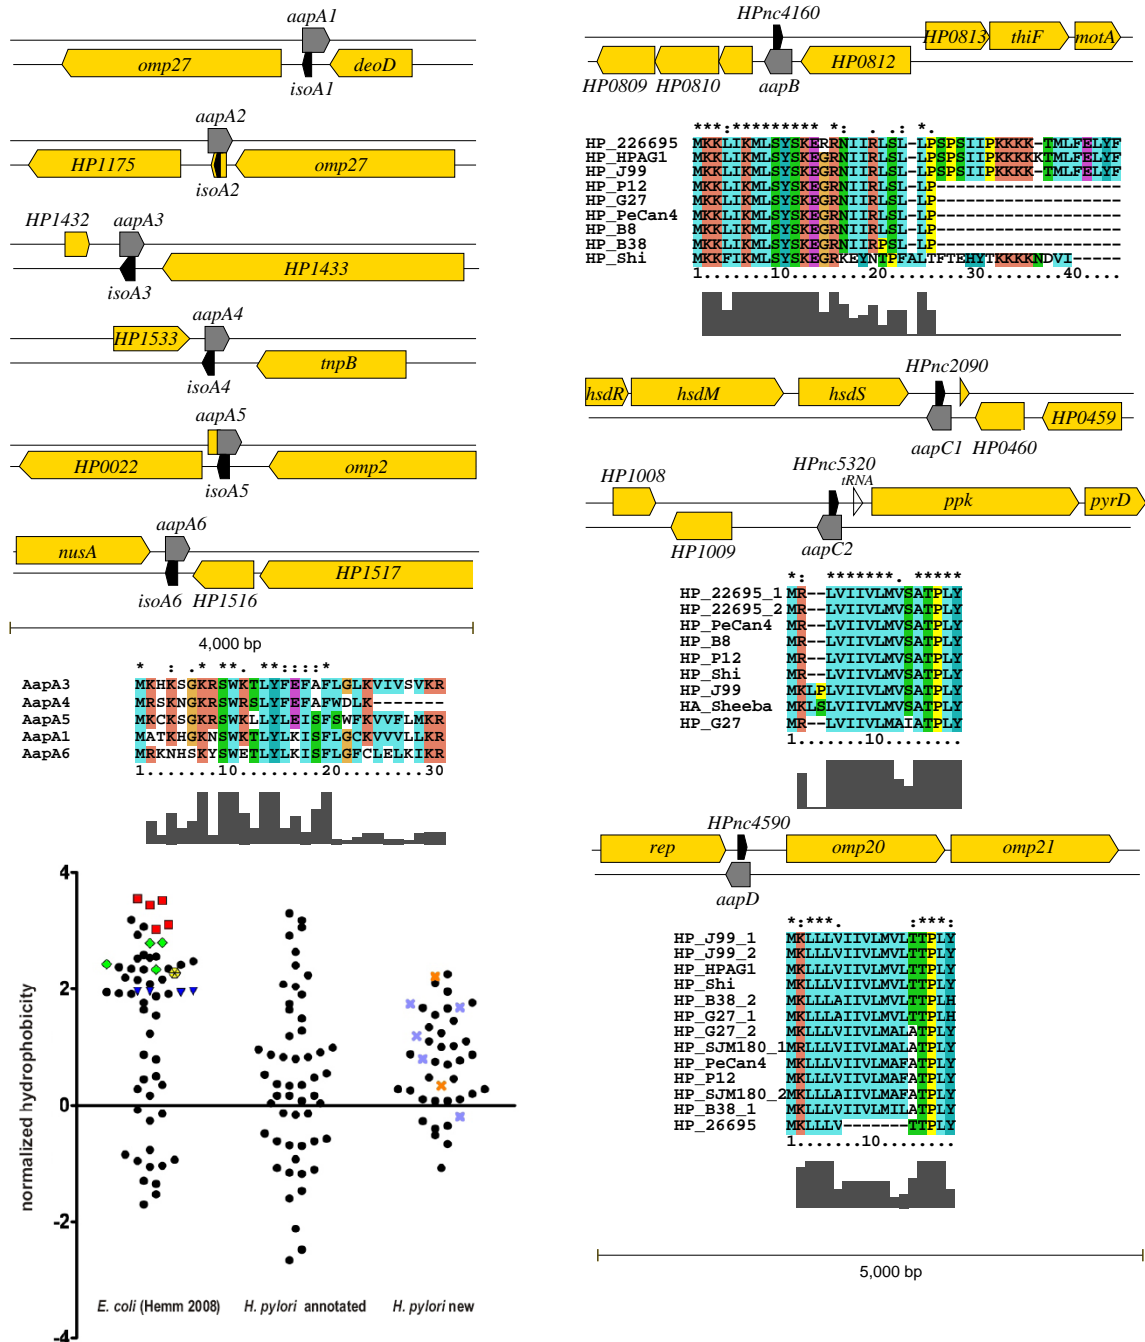 aapA1
omp27
deoD
isoA1
aapA2
HP1175
omp27
isoA2
HP1432
aapA3
HP1433
isoA3
aapA4
HP1533
tnpB
isoA4
aapA5
HP0022
omp2
isoA5
aapA6
nusA
isoA6
HP1516
HP1517
4,000 bp
AapA3 MKHKSGKRSWKTLYFEFAFLGLKVIVSVKR
AapA4 MRSKNGKRSWRSLYFEFAFWDLK-------
AapA5 MKCKSGKRSWKLLYLEISFSWFKVVFLMKR
AapA1 MATKHGKNSWKTLYLKISFLGCKVVVLLKR
AapA6 MRKNHSKYSWETLYLKISFLGFCLELKIKR
1.......10........20........30
4
2
0
-2
-4
normalized hydrophobicity
E. coli (Hemm 2008)
H. pylori annotated
H. pylori new
HPnc4160
HP0813
thiF
motA
HP0809
HP0810
aapB
HP0812
HP_226695 MKKLIKMLSYSKERRNIIRLSL-LPSPSIIPKKKK-TMLFELYF
HP_HPAG1 MKKLIKMLSYSKEGRNIIRLSL-LPSPSIIPKKKKKTMLFELYF
HP_J99 MKKLIKMLSYSKEGRNIIRLSL-LPSPSIIPKKKK-TMLFELYF
HP_P12 MKKLIKMLSYSKEGRNIIRLSL-LP-------------------
HP_G27 MKKLIKMLSYSKEGRNIIRLSL-LP-------------------
HP_PeCan4 MKKLIKMLSYSKEGRNIIRLSL-LP-------------------
HP_B8 MKKLIKMLSYSKEGRNIIRLSL-LP-------------------
HP_B38 MKKLIKMLSYSKEGRNIIRPSL-LP-------------------
HP_Shi MKKFIKMLSYSKEGRKEYNTPFALTFTEHYTKKKKNDVI-----
1.......10........20........30........40....
HPnc2090
hsdR
hsdM
hsdS
HP0459
aapC1
HP0460
HPnc5320
HP1008
tRNA
ppk
pyrD
HP1009
aapC2
*: *******. *****
HP_22695_1 MR--LVIIVLMVSATPLY
HP_22695_2 MR--LVIIVLMVSATPLY
HP_PeCan4 MR--LVIIVLMVSATPLY
HP_B8 MR--LVIIVLMVSATPLY
HP_P12 MR--LVIIVLMVSATPLY
HP_Shi MR--LVIIVLMVSATPLY
HP_J99 MKLPLVIIVLMVSATPLY
HA_Sheeba MKLSLVIIVLMVSATPLY
HP_G27 MR--LVIIVLMAIATPLY
1.......10........
HPnc4590
rep
omp20
omp21
aapD
*:***. :***:
HP_J99_1 MKLLLVIIVLMVLTTPLY
HP_J99_2 MKLLLVIIVLMVLTTPLY
HP_HPAG1 MKLLLVIIVLMVLTTPLY
HP_Shi MKLLLVIIVLMVLTTPLY
HP_B38_2 MKLLLAIIVLMVLTTPLH
HP_G27_1 MKLLLAIIVLMVLTTPLH
HP_G27_2 MKLLLVIIVLMALATPLY
HP_SJM180_1 MRLLLVIIVLMALATPLY
HP_PeCan4 MKLLLVIIVLMAFATPLY
HP_P12 MKLLLVIIVLMAFATPLY
HP_SJM180_2 MKLLLAIIVLMAFATPLY
HP_B38_1 MKLLLVIIVLMILATPLY
HP_26695 MKLLLV-------TTPLY
1.......10........
5,000 bp